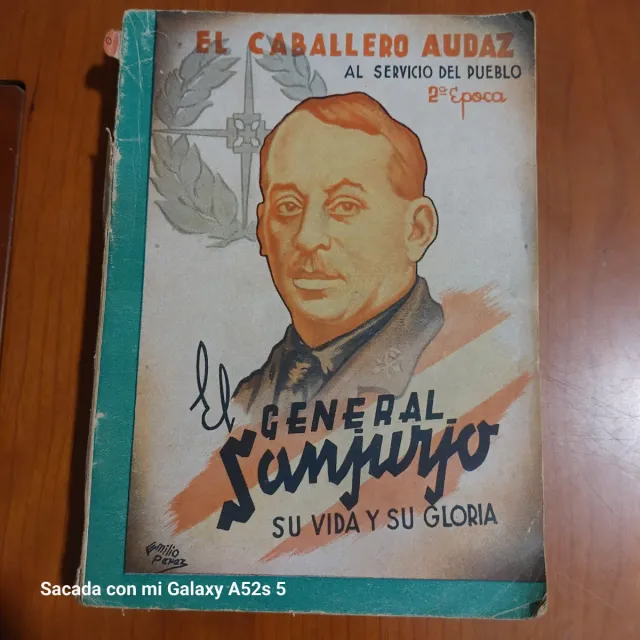 EL CABALLERO AUDAZ
AL SERVICIO DEL PUEBLO
2ª Epoca
El
GENERAL
Sanjurjo
SU VIDA Y SU GLORIA
Emilio
Perez
Sacada con mi Galaxy A52s 5